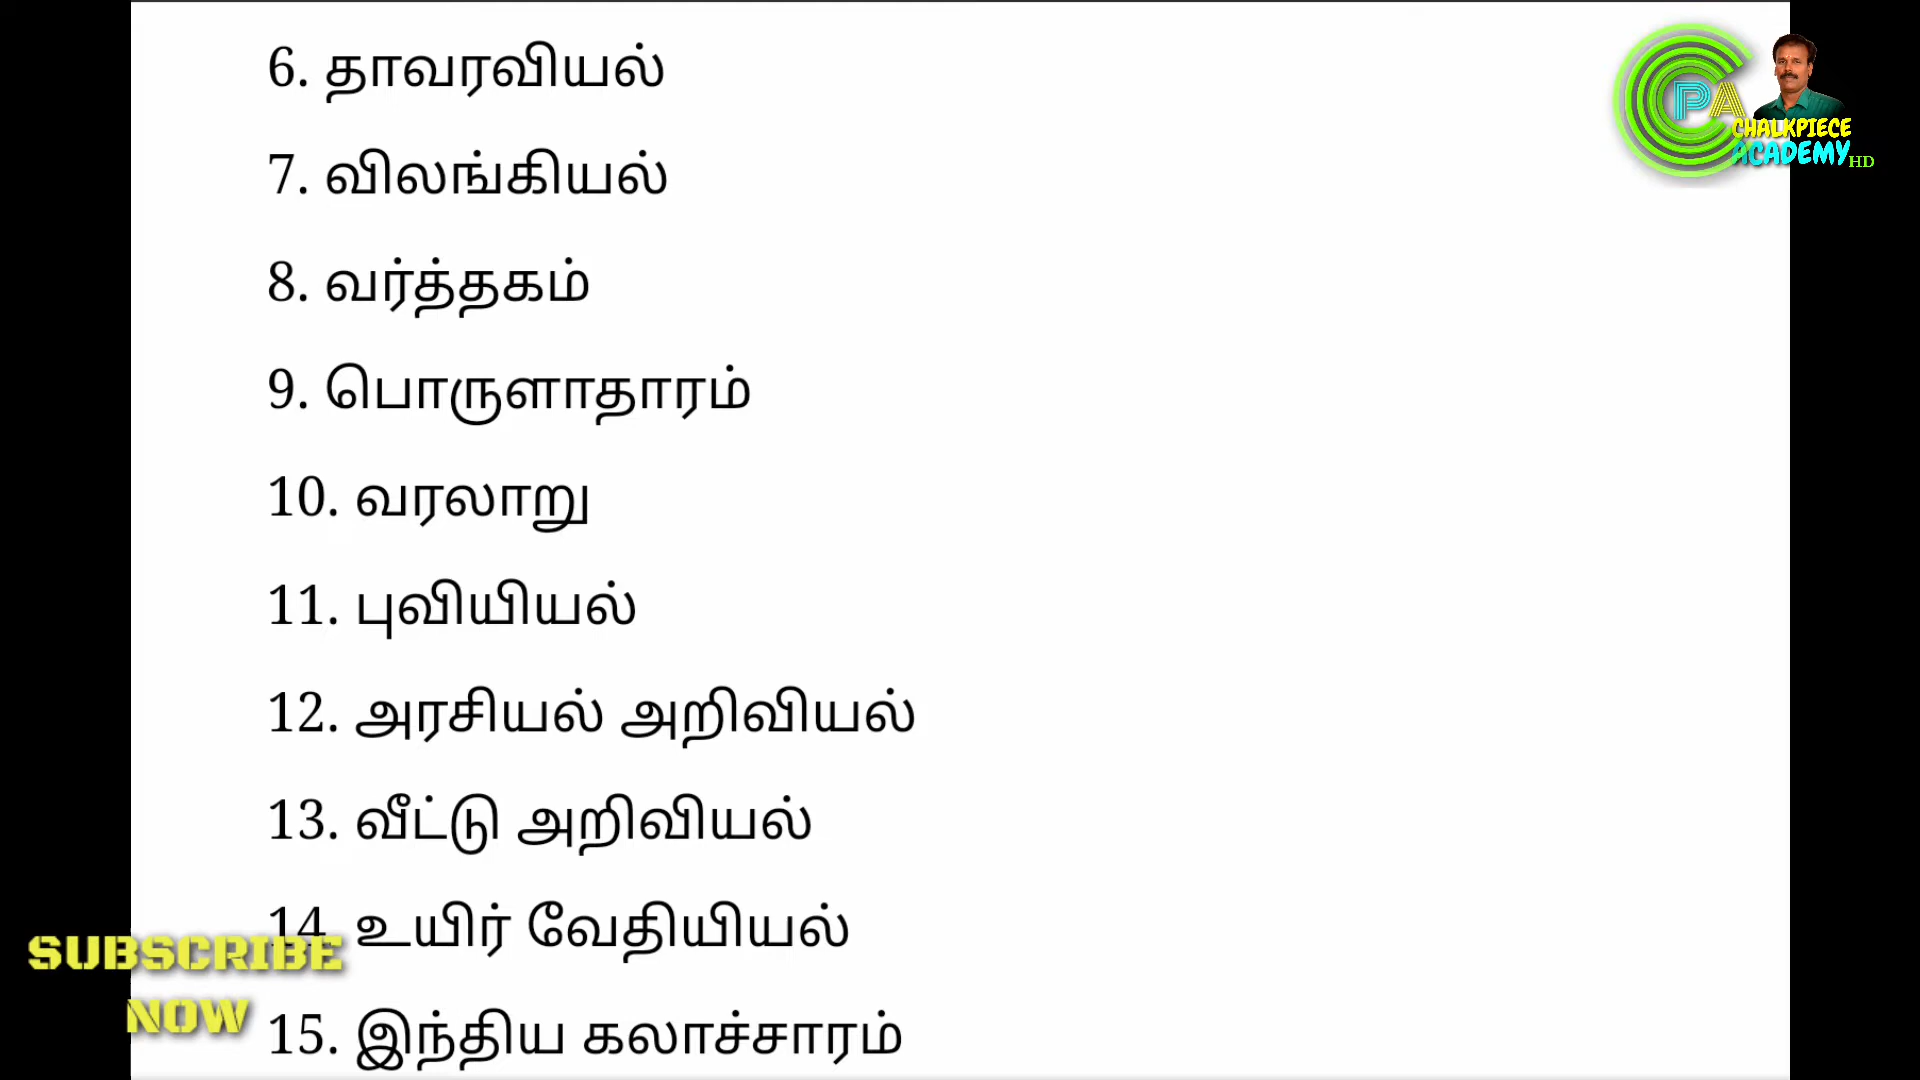 6. தாவரவியல்
7. விலங்கியல்
8. வர்த்தகம்
9. பொருளாதாரம்
10. வரலாறு
11. புவியியல்
12. அரசியல் அறிவியல்
13. வீட்டு அறிவியல்
14. உயிர் வேதியியல்
15. இந்திய கலாச்சாரம்
CPA
CHALKPIECE
ACADEMY HD
SUBSCRIBE
NOW